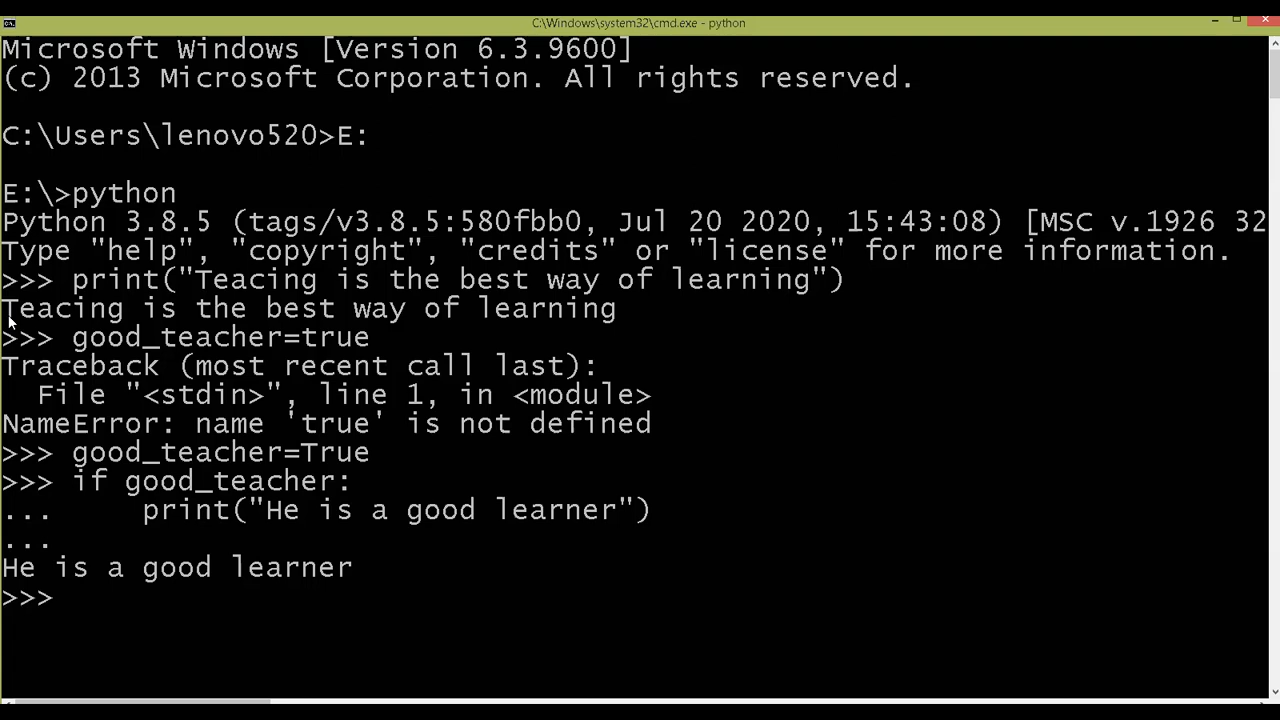 C:\Windows\system32\cmd.exe - python
Microsoft Windows [Version 6.3.9600]
(c) 2013 Microsoft Corporation. All rights reserved.
C:\Users\lenovo520>E:
E:\>python
Python 3.8.5 (tags/v3.8.5:580fbb0, Jul 20 2020, 15:43:08) [MSC v.1926 32
Type "help", "copyright", "credits" or "license" for more information.
>>> print("Teacing is the best way of learning")
Teacing is the best way of learning
>>> good_teacher=true
Traceback (most recent call last):
  File "<stdin>", line 1, in <module>
NameError: name 'true' is not defined
>>> good_teacher=True
>>> if good_teacher:
...     print("He is a good learner")
...
He is a good learner
>>>